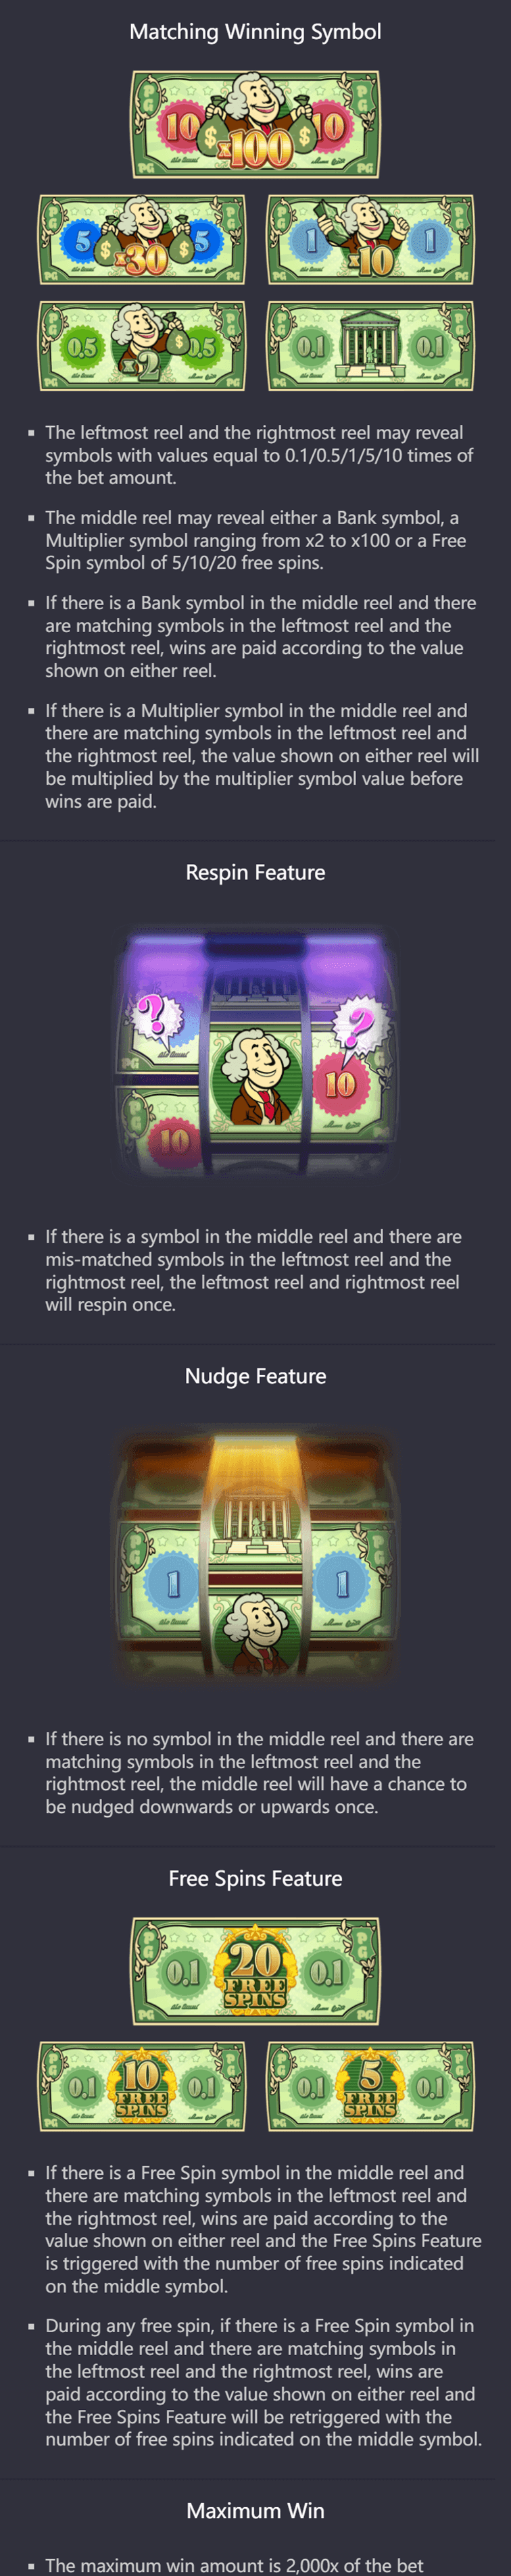 Matching Winning Symbol
PG PG
10 x100 10
PG PG
PG PG PG PG
5 x30 5 1 x10 1
PG PG PG PG
PG PG PG PG
0.5 x2 0.5 0.1 0.1
PG PG PG PG
▪ The leftmost reel and the rightmost reel may reveal
symbols with values equal to 0.1/0.5/1/5/10 times of
the bet amount.
▪ The middle reel may reveal either a Bank symbol, a
Multiplier symbol ranging from x2 to x100 or a Free
Spin symbol of 5/10/20 free spins.
▪ If there is a Bank symbol in the middle reel and there
are matching symbols in the leftmost reel and the
rightmost reel, wins are paid according to the value
shown on either reel.
▪ If there is a Multiplier symbol in the middle reel and
there are matching symbols in the leftmost reel and
the rightmost reel, the value shown on either reel will
be multiplied by the multiplier symbol value before
wins are paid.
Respin Feature
? ?
PG 10
10
▪ If there is a symbol in the middle reel and there are
mis-matched symbols in the leftmost reel and the
rightmost reel, the leftmost reel and rightmost reel
will respin once.
Nudge Feature
PG PG
1 1
▪ If there is no symbol in the middle reel and there are
matching symbols in the leftmost reel and the
rightmost reel, the middle reel will have a chance to
be nudged downwards or upwards once.
Free Spins Feature
PG PG
0.1 20 FREE SPINS 0.1
PG PG
PG PG PG PG
0.1 10 FREE SPINS 0.1 0.1 5 FREE SPINS 0.1
PG PG PG PG
▪ If there is a Free Spin symbol in the middle reel and
there are matching symbols in the leftmost reel and
the rightmost reel, wins are paid according to the
value shown on either reel and the Free Spins Feature
is triggered with the number of free spins indicated
on the middle symbol.
▪ During any free spin, if there is a Free Spin symbol in
the middle reel and there are matching symbols in
the leftmost reel and the rightmost reel, wins are
paid according to the value shown on either reel and
the Free Spins Feature will be retriggered with the
number of free spins indicated on the middle symbol.
Maximum Win
▪ The maximum win amount is 2,000x of the bet